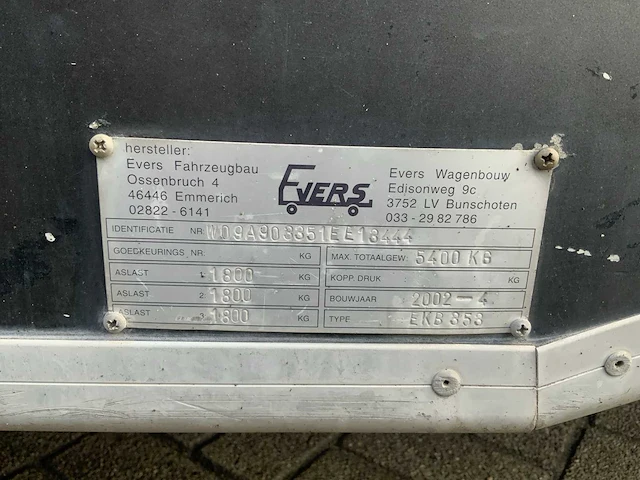 hersteller:
Evers Fahrzeugbau
Ossenbruch 4
46446 Emmerich
02822 - 6141
EVERS
Evers Wagenbouw
Edisonweg 9c
3752 LV Bunschoten
033 - 29 82 786
IDENTIFICATIE NR. W09A908351EE18444
GOEDKEURINGS NR. KG
MAX. TOTAALGEW. 5400 KG
ASLAST 1. 1800 KG
KOPP. DRUK KG
ASLAST 2. 1800 KG
BOUWJAAR 2002-4
ASLAST 3. 1800 KG
TYPE EKB 353